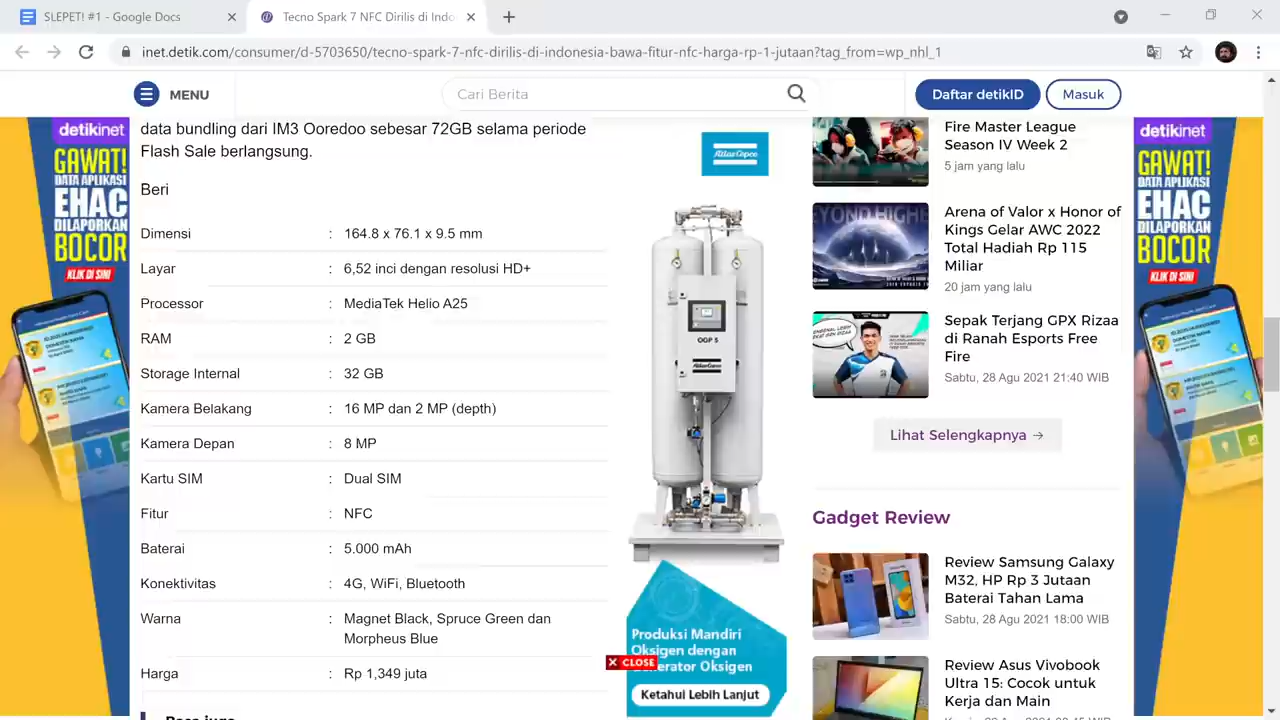 SLEPET! #1 - Google Docs
Tecno Spark 7 NFC Dirilis di Indo
inet.detik.com/consumer/d-5703650/tecno-spark-7-nfc-dirilis-di-indonesia-bawa-fitur-nfc-harga-rp-1-jutaan?tag_from=wp_nhl_1
MENU
Cari Berita
Daftar detikID
Masuk
data bundling dari IM3 Ooredoo sebesar 72GB selama periode
Flash Sale berlangsung.
Beri
Dimensi : 164.8 x 76.1 x 9.5 mm
Layar : 6,52 inci dengan resolusi HD+
Processor : MediaTek Helio A25
RAM : 2 GB
Storage Internal : 32 GB
Kamera Belakang : 16 MP dan 2 MP (depth)
Kamera Depan : 8 MP
Kartu SIM : Dual SIM
Fitur : NFC
Baterai : 5.000 mAh
Konektivitas : 4G, WiFi, Bluetooth
Warna : Magnet Black, Spruce Green dan
Morpheus Blue
Harga : Rp 1,349 juta
Baca juga
detikinet
GAWAT!
DATA APLIKASI
EHAC
DILAPORKAN
BOCOR
KLIK DI SINI
Atlas Copco
OGP 5
Atlas Copco
Produksi Mandiri
Oksigen dengan
CLOSE
erator Oksigen
Ketahui Lebih Lanjut
Fire Master League
Season IV Week 2
5 jam yang lalu
Arena of Valor x Honor of
Kings Gelar AWC 2022
Total Hadiah Rp 115
Miliar
20 jam yang lalu
Sepak Terjang GPX Rizaa
di Ranah Esports Free
Fire
Sabtu, 28 Agu 2021 21:40 WIB
Lihat Selengkapnya →
Gadget Review
Review Samsung Galaxy
M32, HP Rp 3 Jutaan
Baterai Tahan Lama
Sabtu, 28 Agu 2021 18:00 WIB
Review Asus Vivobook
Ultra 15: Cocok untuk
Kerja dan Main
detikinet
GAWAT!
DATA APLIKASI
EHAC
DILAPORKAN
BOCOR
KLIK DI SINI